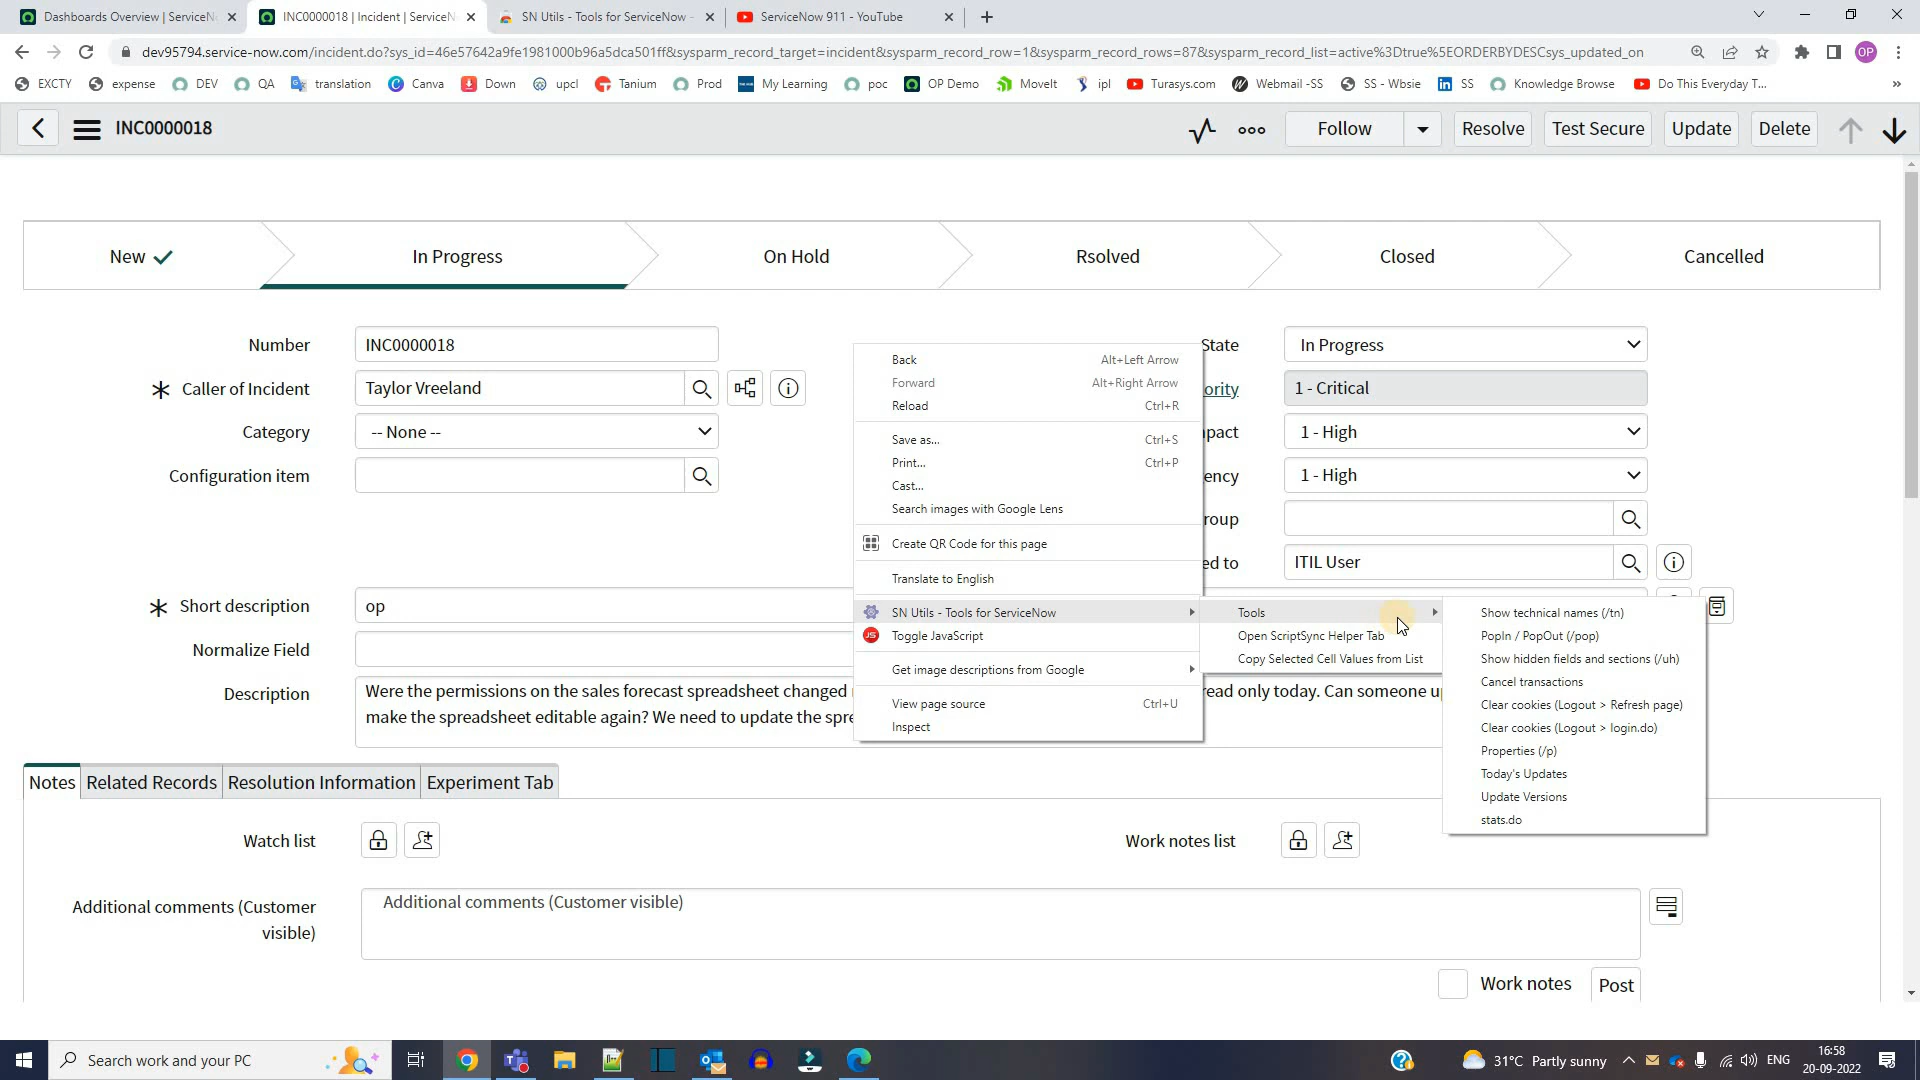 Dashboards Overview | ServiceN
INC0000018 | Incident | ServiceN
SN Utils - Tools for ServiceNow -
ServiceNow 911 - YouTube
dev95794.service-now.com/incident.do?sys_id=46e57642a9fe1981000b96a5dca501ff&sysparm_record_target=incident&sysparm_record_row=1&sysparm_record_rows=87&sysparm_record_list=active%3Dtrue%5EORDERBYDESCsys_updated_on
OP
EXCTY
expense
DEV
QA
translation
Canva
Down
upcl
Tanium
Prod
My Learning
poc
OP Demo
MoveIt
ipl
Turasys.com
Webmail -SS
SS - Wbsie
SS
Knowledge Browse
Do This Everyday T...
INC0000018
Follow
Resolve
Test Secure
Update
Delete
New
In Progress
On Hold
Rsolved
Closed
Cancelled
Number
INC0000018
State
In Progress
Caller of Incident
Taylor Vreeland
ority
1 - Critical
Category
-- None --
pact
1 - High
Configuration item
ency
1 - High
roup
ed to
ITIL User
Short description
op
Normalize Field
Description
Were the permissions on the sales forecast spreadsheet changed
read only today. Can someone u
make the spreadsheet editable again? We need to update the spre
Back
Alt+Left Arrow
Forward
Alt+Right Arrow
Reload
Ctrl+R
Save as...
Ctrl+S
Print...
Ctrl+P
Cast...
Search images with Google Lens
Create QR Code for this page
Translate to English
SN Utils - Tools for ServiceNow
JS
Toggle JavaScript
Get image descriptions from Google
View page source
Ctrl+U
Inspect
Tools
Open ScriptSync Helper Tab
Copy Selected Cell Values from List
Show technical names (/tn)
PopIn / PopOut (/pop)
Show hidden fields and sections (/uh)
Cancel transactions
Clear cookies (Logout > Refresh page)
Clear cookies (Logout > login.do)
Properties (/p)
Today's Updates
Update Versions
stats.do
Notes
Related Records
Resolution Information
Experiment Tab
Watch list
Work notes list
Additional comments (Customer
visible)
Additional comments (Customer visible)
Work notes
Post
Search work and your PC
31°C Partly sunny
ENG
16:58
20-09-2022